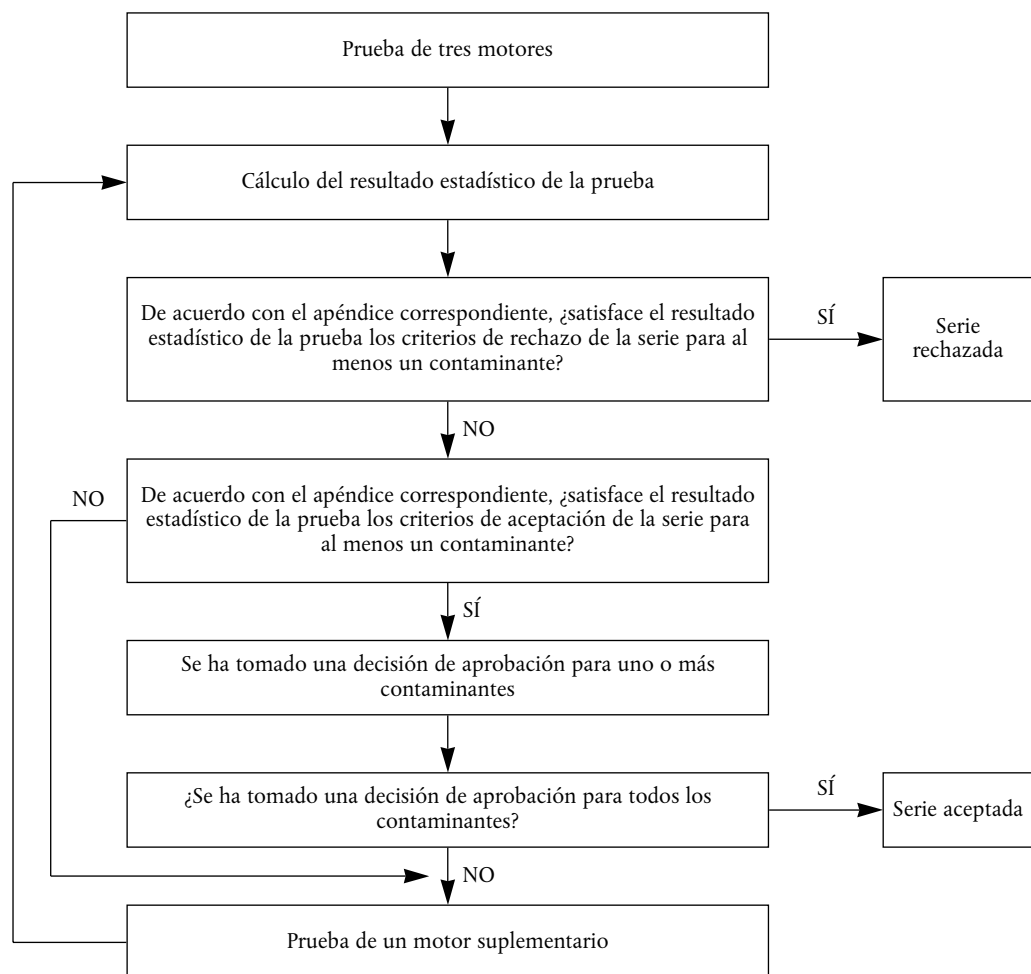 Prueba de tres motores
Cálculo del resultado estadístico de la prueba
De acuerdo con el apéndice correspondiente, ¿satisface el resultado
estadístico de la prueba los criterios de rechazo de la serie para al
menos un contaminante?
SÍ
Serie
rechazada
NO
De acuerdo con el apéndice correspondiente, ¿satisface el resultado
estadístico de la prueba los criterios de aceptación de la serie para
al menos un contaminante?
NO
SÍ
Se ha tomado una decisión de aprobación para uno o más
contaminantes
¿Se ha tomado una decisión de aprobación para todos los
contaminantes?
SÍ
Serie aceptada
NO
Prueba de un motor suplementario